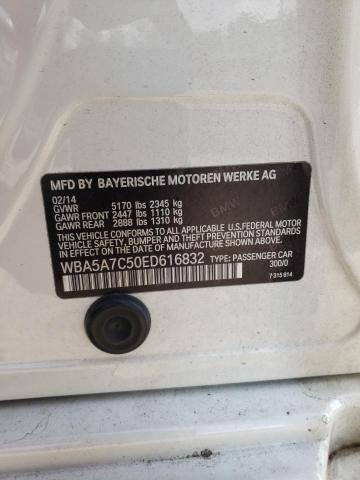 MFD BY BAYERISCHE MOTOREN WERKE AG
02/14
GVWR 5170 lbs 2345 kg
GAWR FRONT 2447 lbs 1110 kg
GAWR REAR 2888 lbs 1310 kg
THIS VEHICLE CONFORMS TO ALL APPLICABLE U.S.FEDERAL MOTOR
VEHICLE SAFETY, BUMPER, AND THEFT PREVENTION STANDARDS
IN EFFECT ON THE DATE OF MANUFACTURE SHOWN ABOVE.
WBA5A7C50ED616832 TYPE: PASSENGER CAR
300/0
7 315 814